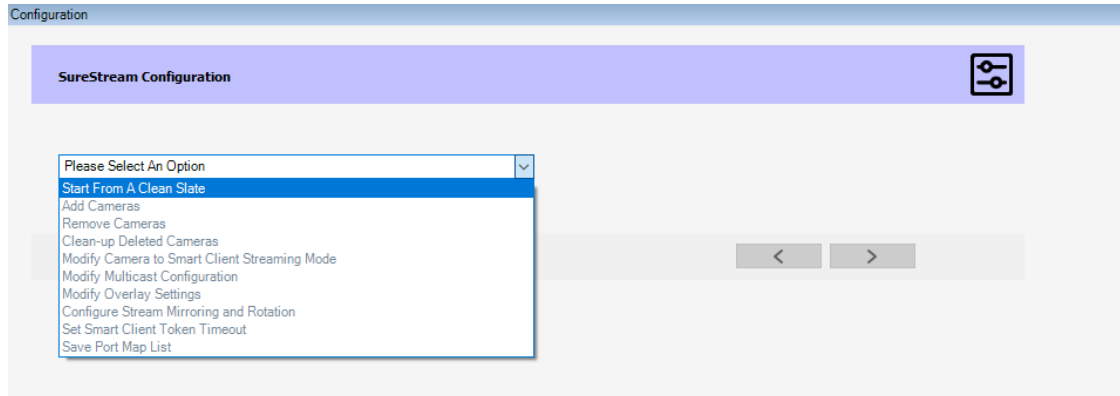 Configuration
SureStream Configuration
Please Select An Option
Start From A Clean Slate
Add Cameras
Remove Cameras
Clean-up Deleted Cameras
Modify Camera to Smart Client Streaming Mode
Modify Multicast Configuration
Modify Overlay Settings
Configure Stream Mirroring and Rotation
Set Smart Client Token Timeout
Save Port Map List